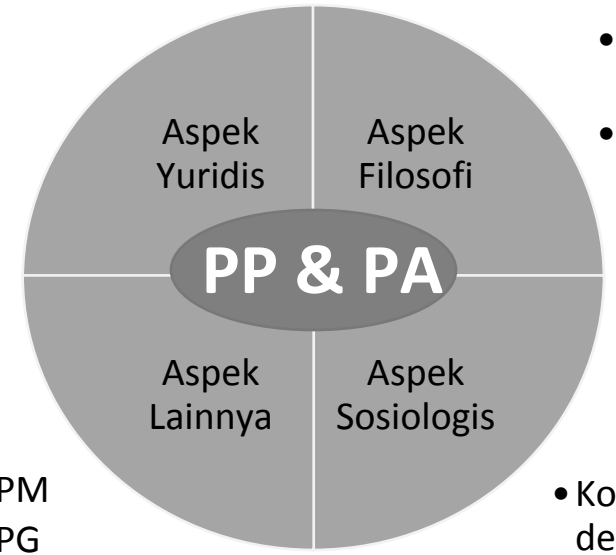 Aspek
Yuridis
Aspek
Filosofi
PP & PA
Aspek
Lainnya
Aspek
Sosiologis
PM
PG
• Ko
de